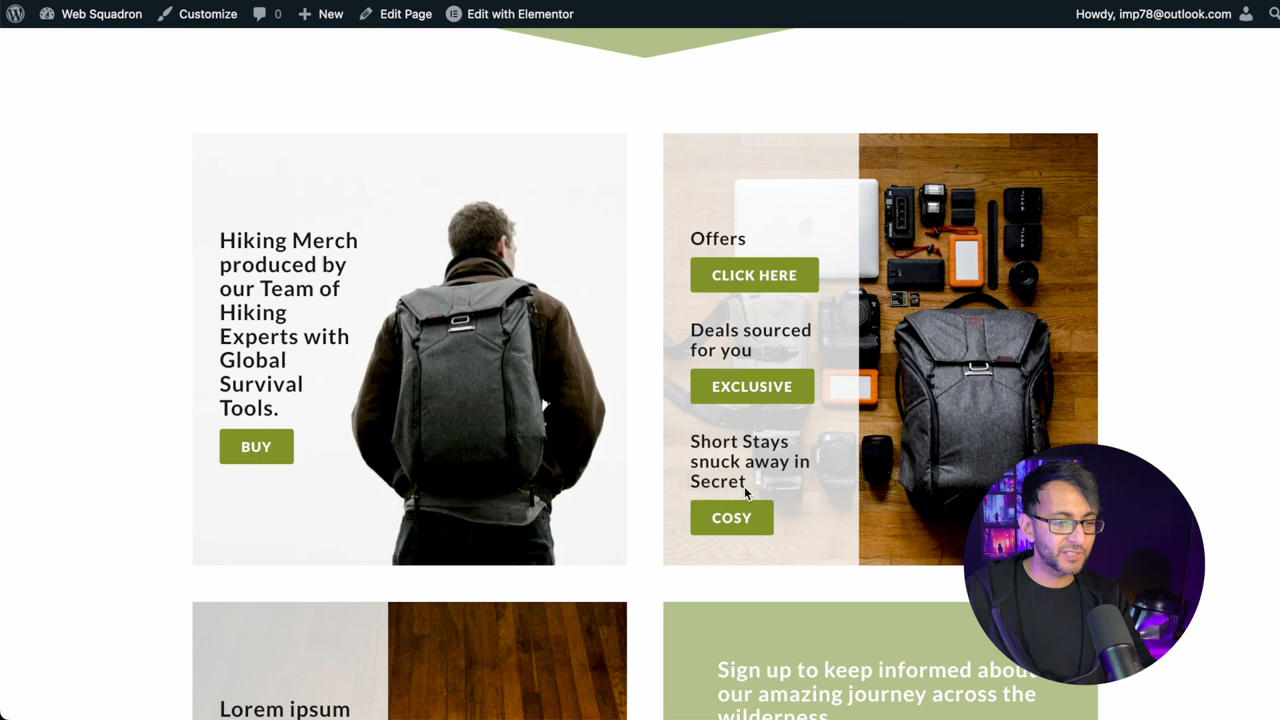 Web Squadron
Customize
0
New
Edit Page
Edit with Elementor
Howdy, imp78@outlook.com
Hiking Merch
produced by
our Team of
Hiking
Experts with
Global
Survival
Tools.
BUY
Offers
CLICK HERE
Deals sourced
for you
EXCLUSIVE
Short Stays
snuck away in
Secret
COSY
Lorem ipsum
Sign up to keep informed about
our amazing journey across the
wilderness